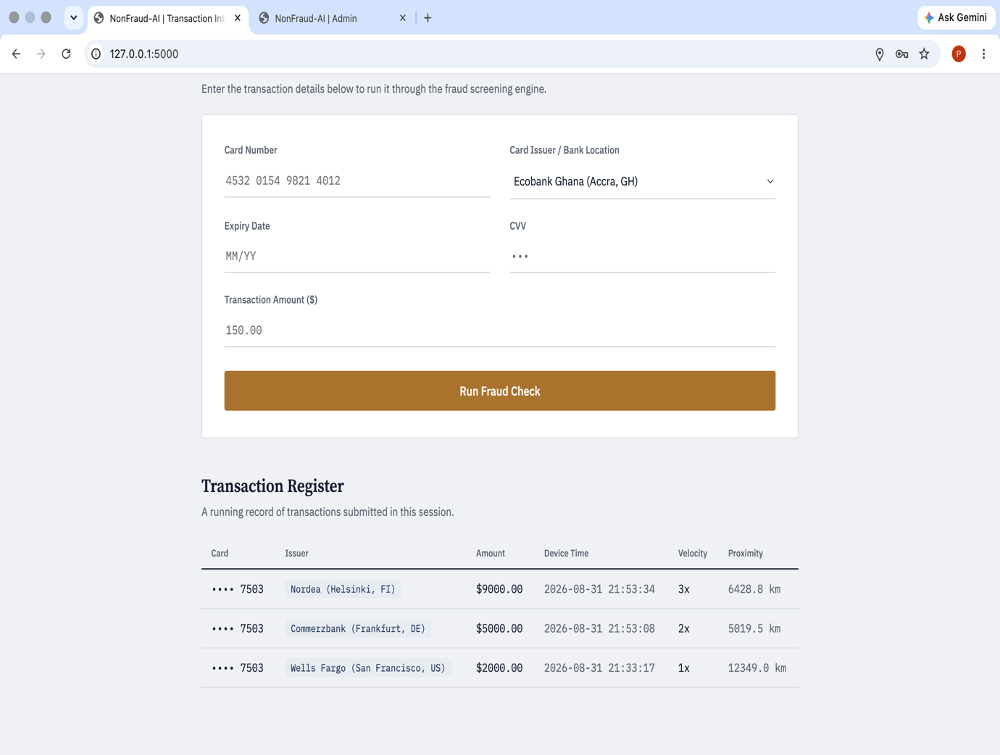 NonFraud-AI | Transaction Int
NonFraud-AI | Admin
Ask Gemini
127.0.0.1:5000
P
Enter the transaction details below to run it through the fraud screening engine.
Card Number
Card Issuer / Bank Location
4532 0154 9821 4012
Ecobank Ghana (Accra, GH)
Expiry Date
CVV
MM/YY
•••
Transaction Amount ($)
150.00
Run Fraud Check
Transaction Register
A running record of transactions submitted in this session.
Card Issuer Amount Device Time Velocity Proximity
•••• 7503 Nordea (Helsinki, FI) $9000.00 2026-08-31 21:53:34 3x 6428.8 km
•••• 7503 Commerzbank (Frankfurt, DE) $5000.00 2026-08-31 21:53:08 2x 5019.5 km
•••• 7503 Wells Fargo (San Francisco, US) $2000.00 2026-08-31 21:33:17 1x 12349.0 km